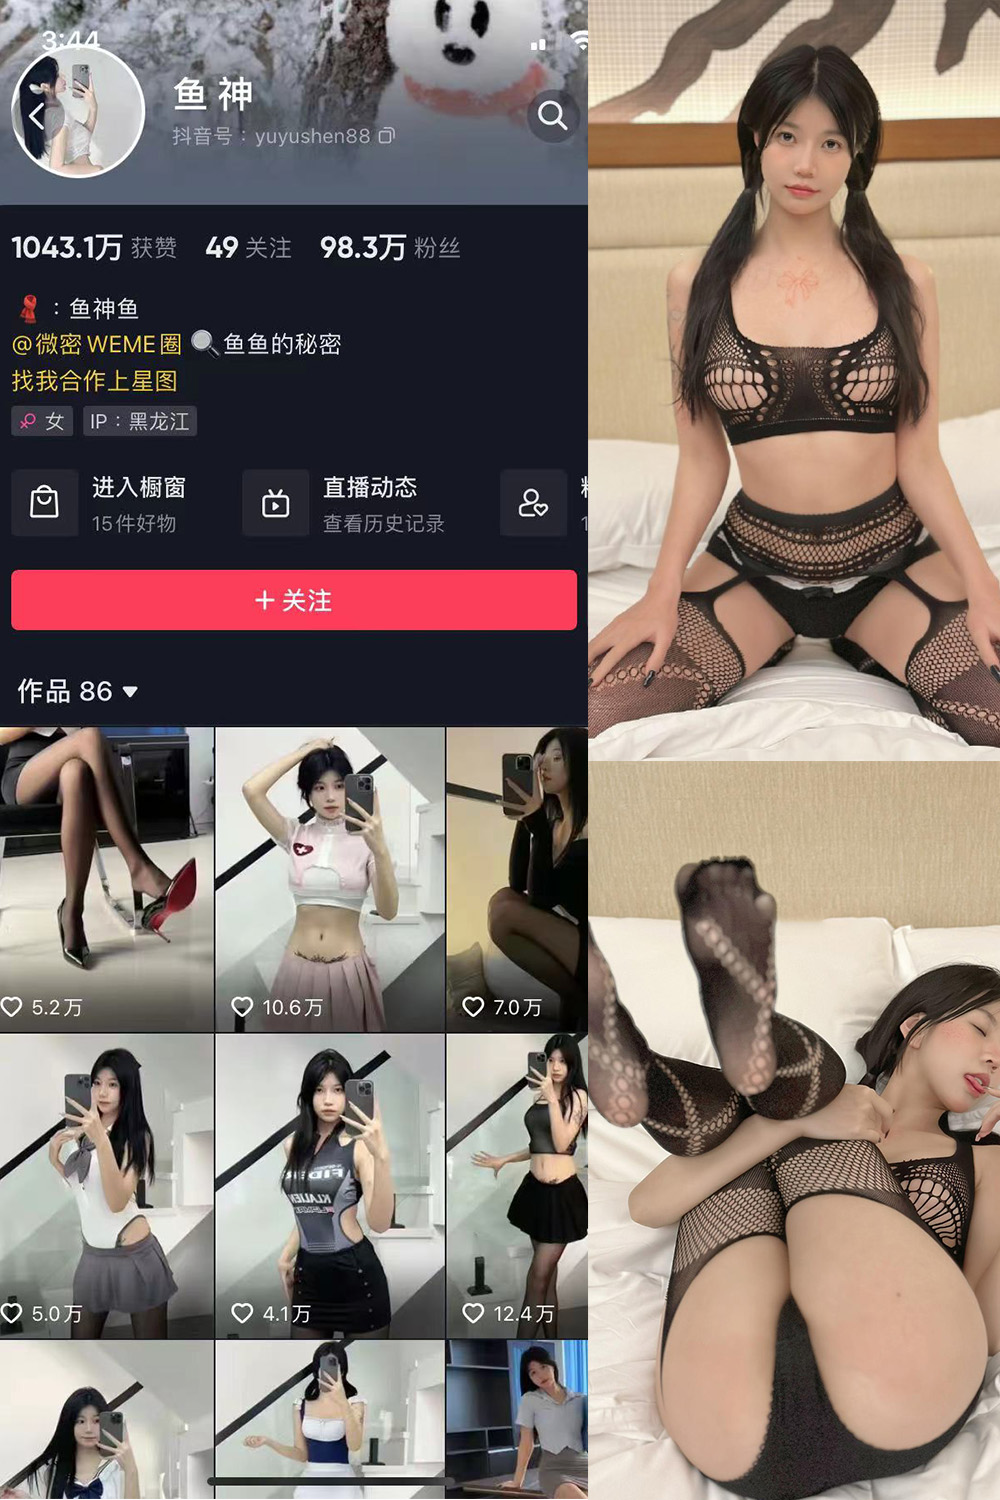 3:44
鱼 神
抖音号：yuyushen88
1043.1万 获赞 49 关注 98.3万 粉丝
：鱼神鱼
@微密 WEME圈 鱼鱼的秘密
找我合作上星图
女 IP：黑龙江
进入橱窗
15件好物
直播动态
查看历史记录
+ 关注
作品 86
5.2万
10.6万
7.0万
5.0万
4.1万
12.4万